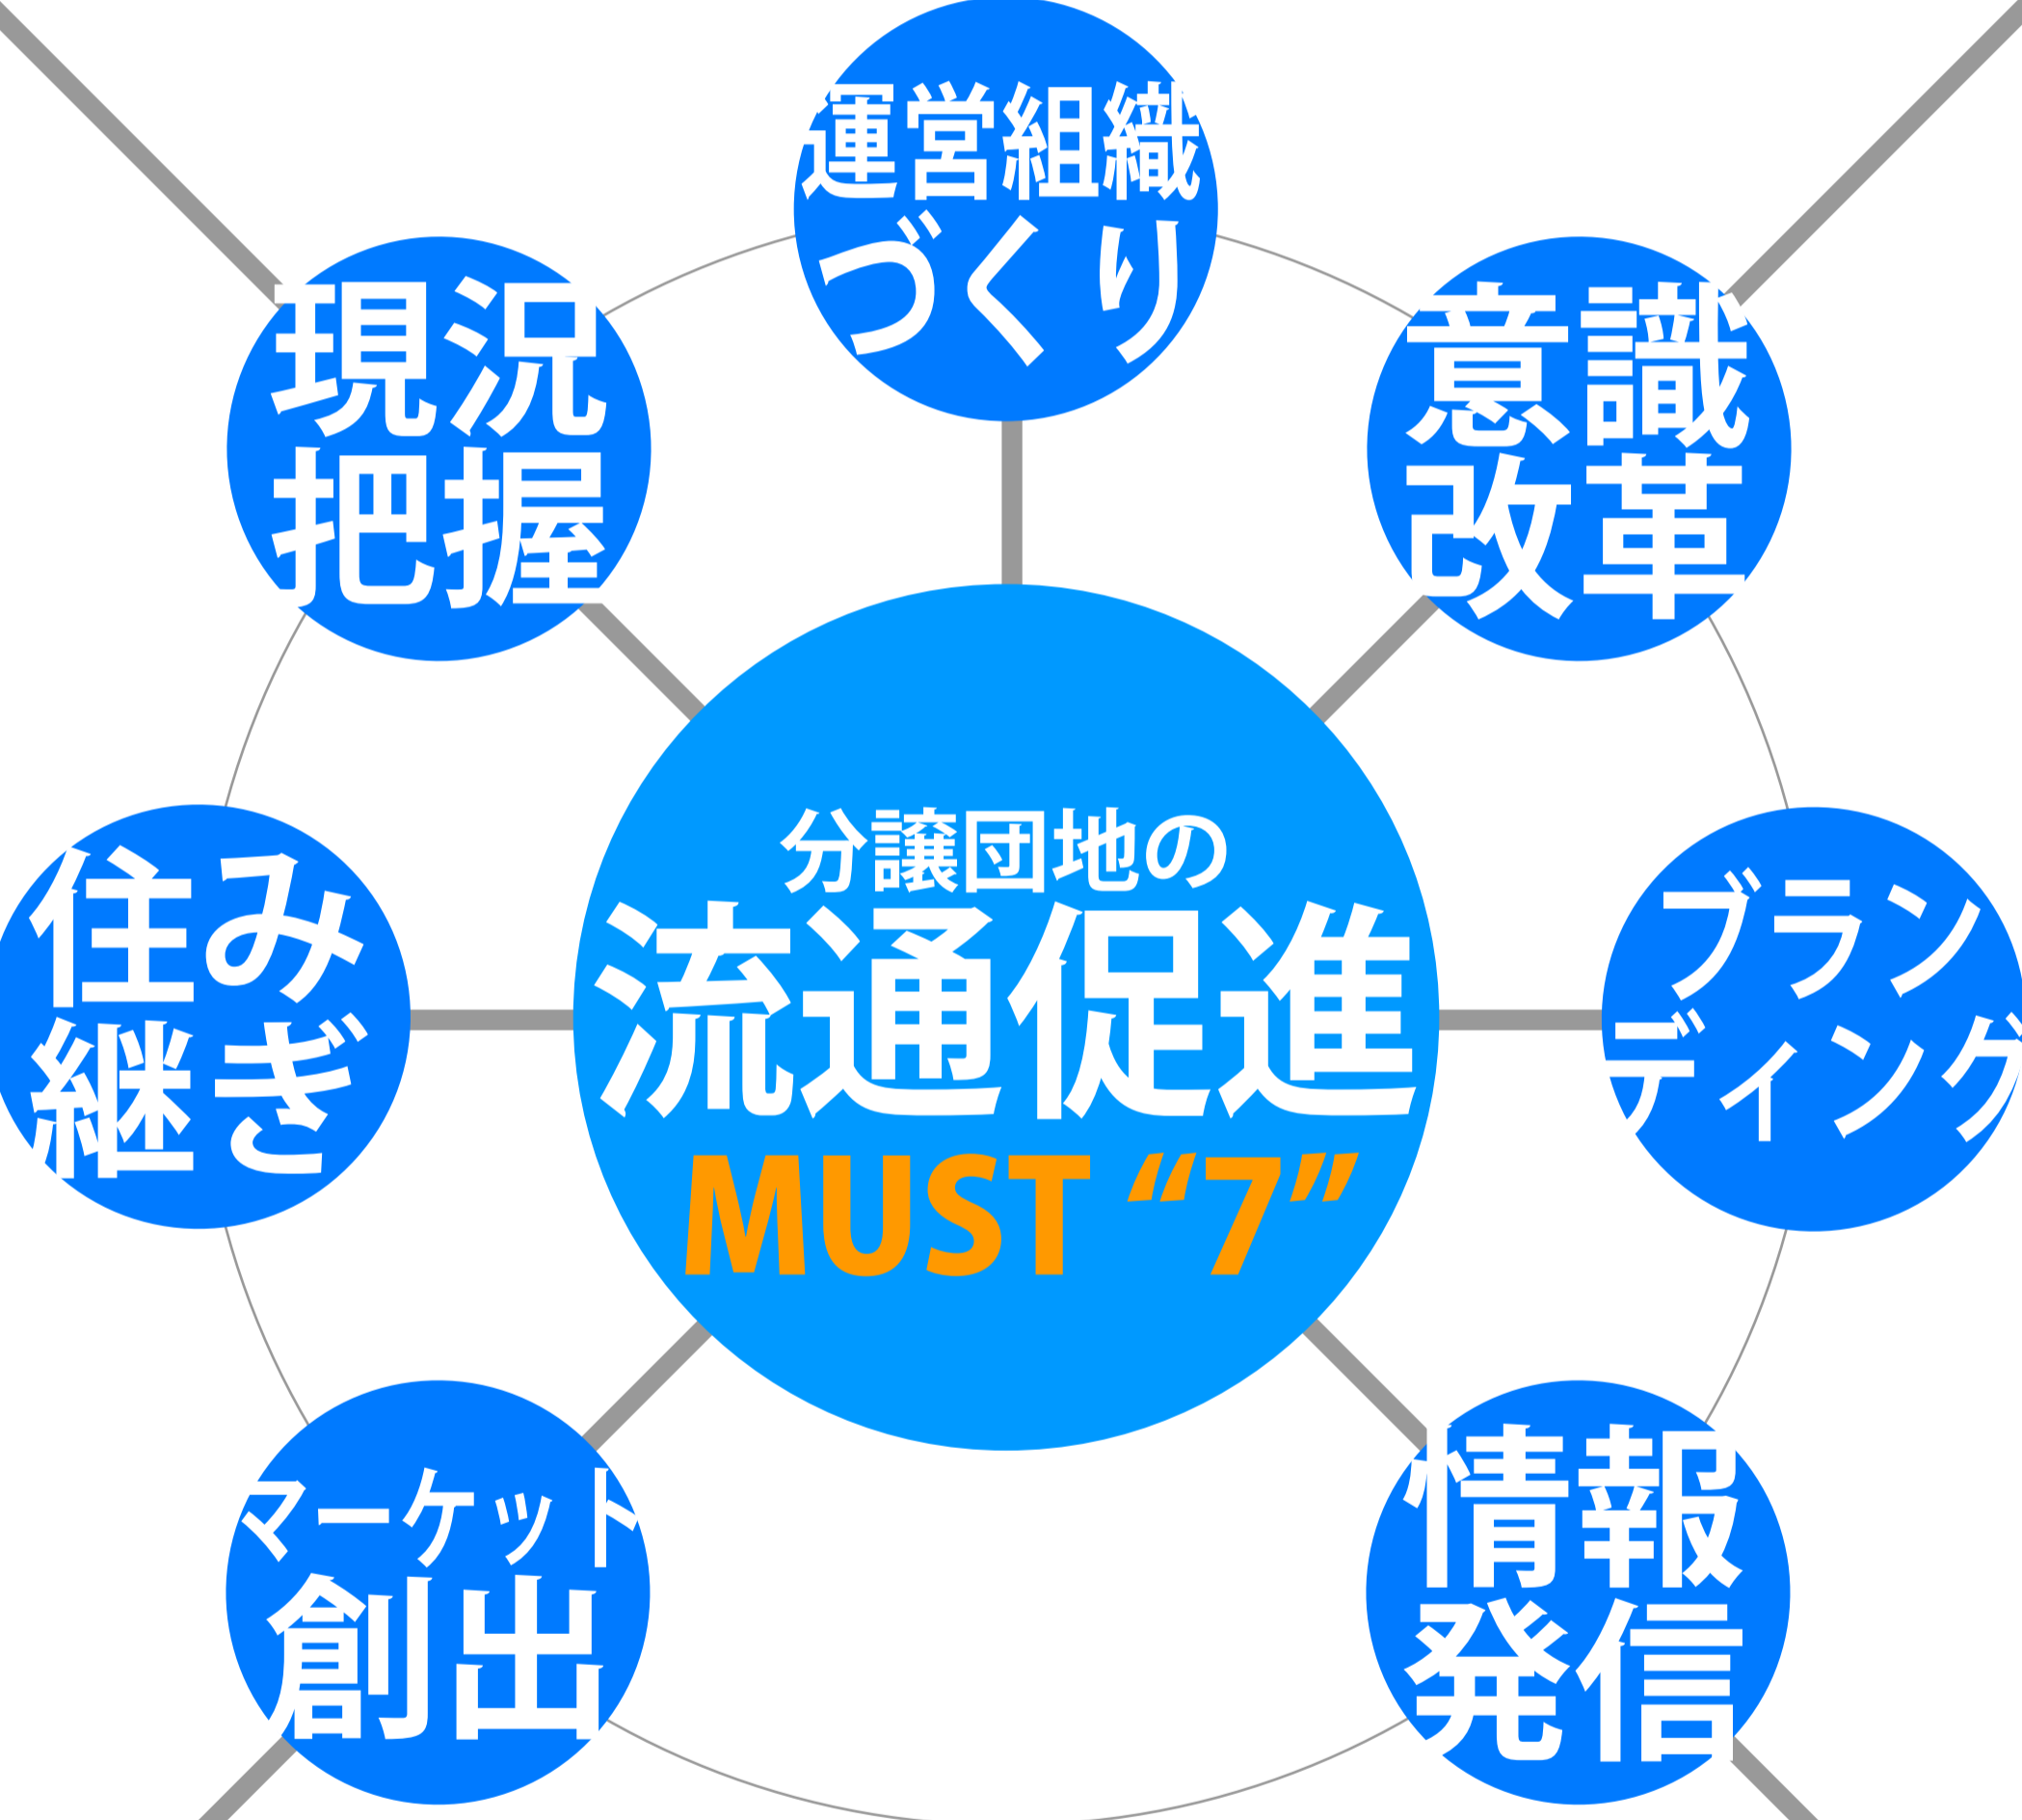 運営組織
づくり
現況
把握
意識
改革
分譲団地の
流通促進
MUST “7”
住み
継ぎ
ブラン
ディング
マーケット
創出
情報
発信